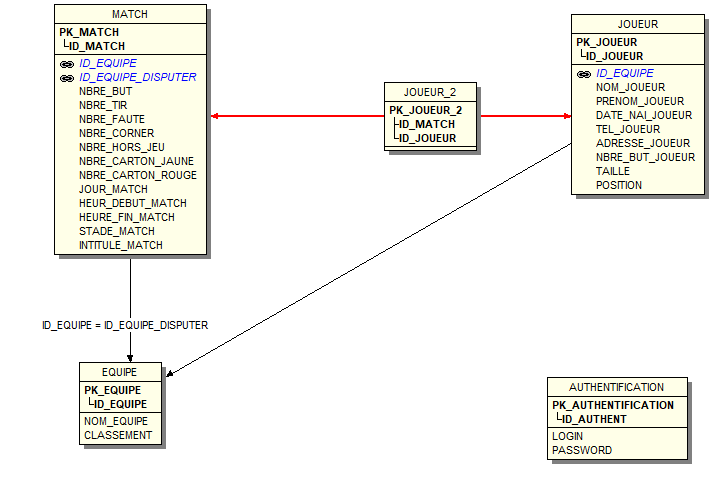 MATCH
PK_MATCH
ID_MATCH
ID_EQUIPE
ID_EQUIPE_DISPUTER
NBRE_BUT
NBRE_TIR
NBRE_FAUTE
NBRE_CORNER
NBRE_HORS_JEU
NBRE_CARTON_JAUNE
NBRE_CARTON_ROUGE
JOUR_MATCH
HEUR_DEBUT_MATCH
HEURE_FIN_MATCH
STADE_MATCH
INTITULE_MATCH
JOUEUR_2
PK_JOUEUR_2
ID_MATCH
ID_JOUEUR
JOUEUR
PK_JOUEUR
ID_JOUEUR
ID_EQUIPE
NOM_JOUEUR
PRENOM_JOUEUR
DATE_NAI_JOUEUR
TEL_JOUEUR
ADRESSE_JOUEUR
NBRE_BUT_JOUEUR
TAILLE
POSITION
ID_EQUIPE = ID_EQUIPE_DISPUTER
EQUIPE
PK_EQUIPE
ID_EQUIPE
NOM_EQUIPE
CLASSEMENT
AUTHENTIFICATION
PK_AUTHENTIFICATION
ID_AUTHENT
LOGIN
PASSWORD